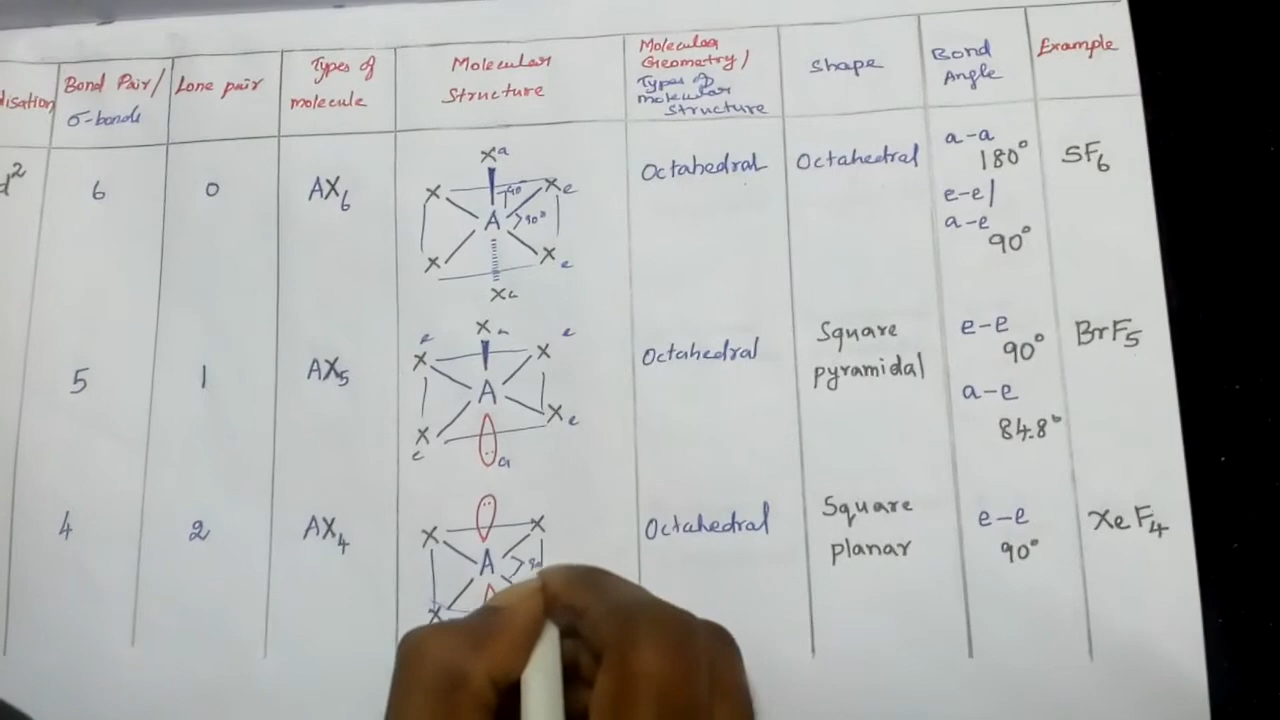 disation
Bond Pair/
σ-bonds
Lone pair
Types of
molecule
Molecular
Structure
Molecular
Geometry/
Types of
molecular
structure
Shape
Bond
Angle
Example
d²
6
0
AX₆
Xa
X
Xe
90
A
90°
X
Xe
Xa
Octahedral
Octahedral
a-a
180°
e-e/
a-e
90°
SF₆
5
1
AX₅
Xa
e
e
X
X
A
X
Xe
e
a
Octahedral
Square
pyramidal
e-e
90°
a-e
84.8°
BrF₅
4
2
AX₄
X
X
A
90
X
Octahedral
Square
planar
e-e
90°
XeF₄